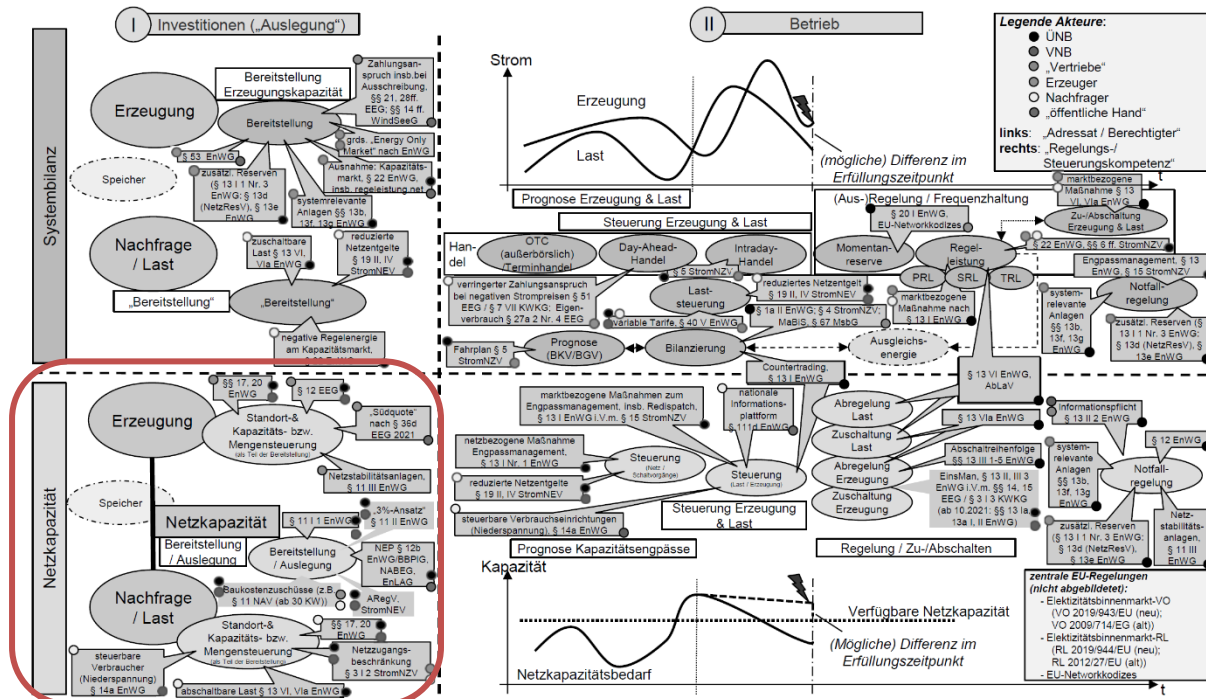 I
Investitionen („Auslegung“)
II
Betrieb
Legende Akteure:
ÜNB
VNB
„Vertriebe“
Erzeuger
Nachfrager
„öffentliche Hand“
links: „Adressat / Berechtigter“
rechts: „Regelungs-/
Steuerungskompetenz“
Systembilanz
Erzeugung
Bereitstellung
Erzeugungskapazität
Bereitstellung
Zahlungsan-
spruch insb.bei
Ausschreibung,
§§ 21, 28ff.
EEG; §§ 14 ff.
WindSeeG
grds. „Energy Only
Market“ nach EnWG
§ 53 EnWG
Speicher
zusätzl. Reserven
(§ 13 I 1 Nr. 3
EnWG; § 13d
(NetzResV),
§ 13e
EnWG)
systemrelevante
Anlagen §§ 13b,
13f, 13g EnWG
Ausnahme: Kapazitäts-
markt, § 22 EnWG,
insb. regeleistung.net
Nachfrage
/ Last
zuschaltbare
Last § 13 VI,
VIa EnWG
reduzierte
Netzentgelte
§ 19 II, IV
StromNEV
„Bereitstellung“
„Bereitstellung“
negative Regelenergie
am Kapazitätsmarkt,
Strom
Erzeugung
Last
(mögliche) Differenz im
Erfüllungszeitpunkt
t
Prognose Erzeugung & Last
Steuerung Erzeugung & Last
(Aus-)Regelung / Frequenzhaltung
marktbezogene
Maßnahme § 13
VI, VIa EnWG
§ 20 I EnWG,
EU-Networkkodizes
Zu-/Abschaltung
Erzeugung & Last
Han-
del
OTC
(außerbörslich)
/Terminhandel
Day-Ahead-
Handel
Intraday-
Handel
Momentan-
reserve
Regel-
leistung
§ 22 EnWG, §§ 6 ff. StromNZV
PRL
SRL
TRL
Engpassmanagement, § 13
EnWG, § 15 StromNZV
Notfall-
regelung
§ 5 StromNZV
verringerter Zahlungsanspruch
bei negativen Strompreisen § 51
EEG / § 7 VII KWKG; Eigen-
verbrauch § 27a 2 Nr. 4 EEG
Last-
steuerung
reduziertes Netzentgelt
§ 19 II, IV StromNEV
marktbezogene
Maßnahme nach
§ 13 I EnWG
system-
relevante
Anlagen
§§ 13b,
13f, 13g
EnWG
zusätzl. Reserven (§
13 I 1 Nr. 3 EnWG;
§ 13d (NetzResV), §
13e EnWG
variable Tarife, § 40 V EnWG
§ 1a II EnWG; § 4 StromNZV;
MaBiS, § 67 MsbG
Fahrplan § 5
StromNZV
Prognose
(BKV/BGV)
Bilanzierung
Ausgleichs-
energie
Netzkapazität
Erzeugung
§§ 17, 20
EnWG
§ 12 EEG
Standort-&
Kapazitäts- bzw.
Mengensteuerung
(als Teil der Bereitstellung)
„Südquote“
nach § 36d
EEG 2021
Netzstabilitätsanlagen,
§ 11 III EnWG
Speicher
Netzkapazität
Bereitstellung
/ Auslegung
§ 11 I 1 EnWG
„3%-Ansatz“
§ 11 II EnWG
Bereitstellung
/ Auslegung
NEP § 12b
EnWG/BBPlG,
NABEG,
EnLAG
Nachfrage
/ Last
Baukostenzuschüsse (z.B.
§ 11 NAV (ab 30 KW))
ARegV,
StromNEV
Standort-&
Kapazitäts- bzw.
Mengensteuerung
(als Teil der Bereitstellung)
§§ 17, 20
EnWG
Netzzugangs-
beschränkung
§ 3 I 2 StromNZV
steuerbare
Verbraucher
(Niederspannung)
§ 14a EnWG
abschaltbare Last § 13 VI, VIa EnWG
marktbezogene Maßnahmen zum
Engpassmanagement, insb. Redispatch,
§ 13 I EnWG i.V.m. § 15 StromNZV
nationale
Informations-
plattform
§ 111d EnWG
Countertrading,
§ 13 I EnWG
Abregelung
Last
§ 13 VI EnWG,
AbLaV
Zuschaltung
Last
§ 13 VIa EnWG
Abregelung
Erzeugung
Abschaltreihenfolge
§§ 13 III 1-5 EnWG
Zuschaltung
Erzeugung
EinsMan, § 13 II, III 3
EnWG i.V.m. §§ 14, 15
EEG / § 3 I 3 KWKG
(ab 10.2021: §§ 13 Ia,
13a I, II EnWG)
netzbezogene Maßnahme
Engpassmanagement,
§ 13 I Nr. 1 EnWG
Steuerung
(Netz /
Schaltvorgänge)
Steuerung
(Last / Erzeugung)
reduzierte Netzentgelte
§ 19 II, IV StromNEV
steuerbare Verbrauchseinrichtungen
(Niederspannung), § 14a EnWG
Steuerung Erzeugung
& Last
Informationspflicht
§ 13 II 2 EnWG
§ 12 EnWG
system-
relevante
Anlagen
§§ 13b,
13f, 13g
EnWG
Notfall-
regelung
zusätzl. Reserven
(§ 13 I 1 Nr. 3 EnWG;
§ 13d (NetzResV),
§ 13e EnWG
Netz-
stabilitäts-
anlagen,
§ 11 III
EnWG
Prognose Kapazitätsengpässe
Regelung / Zu-/Abschalten
Kapazität
Verfügbare Netzkapazität
(Mögliche) Differenz im
Erfüllungszeitpunkt
Netzkapazitätsbedarf
t
zentrale EU-Regelungen
(nicht abgebildetet):
- Elektizitätsbinnenmarkt-VO
(VO 2019/943/EU (neu);
VO 2009/714/EG (alt))
- Elektizitätsbinnenmarkt-RL
(RL 2019/944/EU (neu);
RL 2012/27/EU (alt))
- EU-Networkkodizes